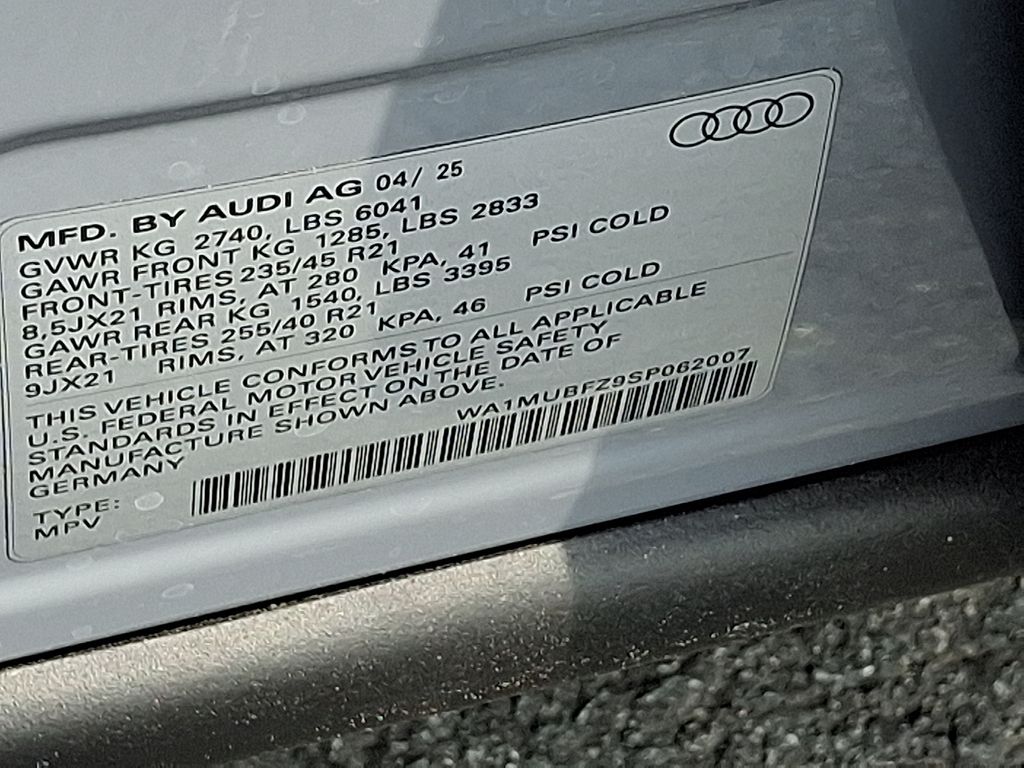 MFD. BY AUDI AG 04/ 25
GVWR KG 2740, LBS 6041
GAWR FRONT KG 1285, LBS 2833
FRONT-TIRES 235/45 R21
8,5JX21 RIMS, AT 280 KPA, 41 PSI COLD
GAWR REAR KG 1540, LBS 3395
REAR-TIRES 255/40 R21
9JX21 RIMS, AT 320 KPA, 46 PSI COLD
THIS VEHICLE CONFORMS TO ALL APPLICABLE
U.S. FEDERAL MOTOR VEHICLE SAFETY
STANDARDS IN EFFECT ON THE DATE OF
MANUFACTURE SHOWN ABOVE.
GERMANY
WA1MUBFZ9SP062007
TYPE:
MPV